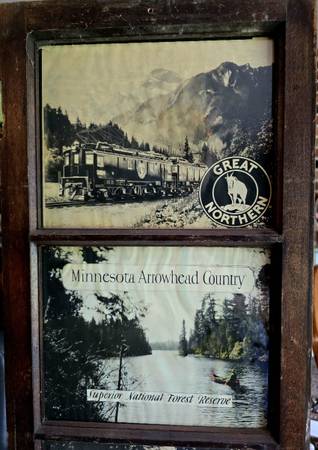 GREAT
NORTHERN
Minnesota Arrowhead Country
Superior National Forest Reserve